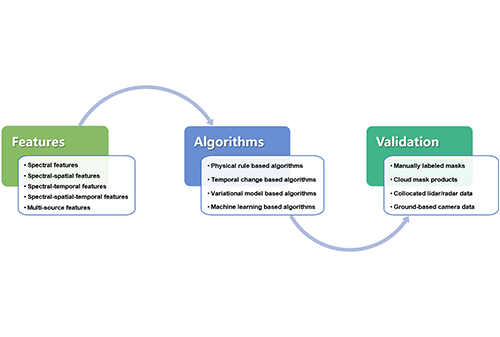 Features
• Spectral features
• Spectral-spatial features
• Spectral-temporal features
• Spectral-spatial-temporal features
• Multi-source features
Algorithms
• Physical rule based algorithms
• Temporal change based algorithms
• Variational model based algorithms
• Machine learning based algorithms
Validation
• Manually labeled masks
• Cloud mask products
• Collocated lidar/radar data
• Ground-based camera data